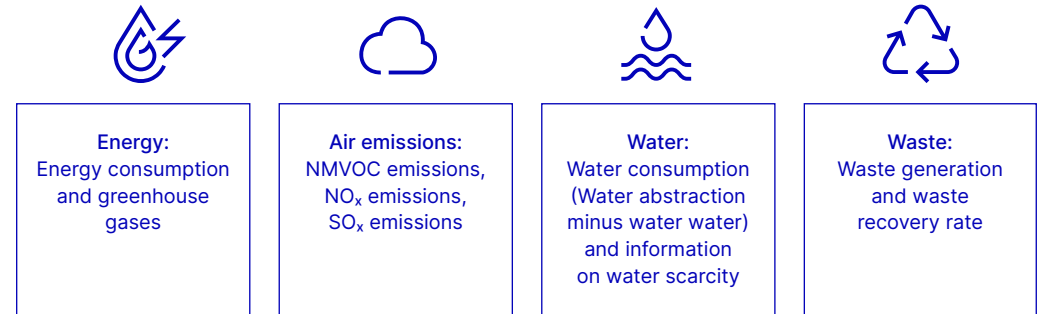 Energy:
Energy consumption
and greenhouse
gases
Air emissions:
NMVOC emissions,
NOₓ emissions,
SOₓ emissions
Water:
Water consumption
(Water abstraction
minus water water)
and information
on water scarcity
Waste:
Waste generation
and waste
recovery rate